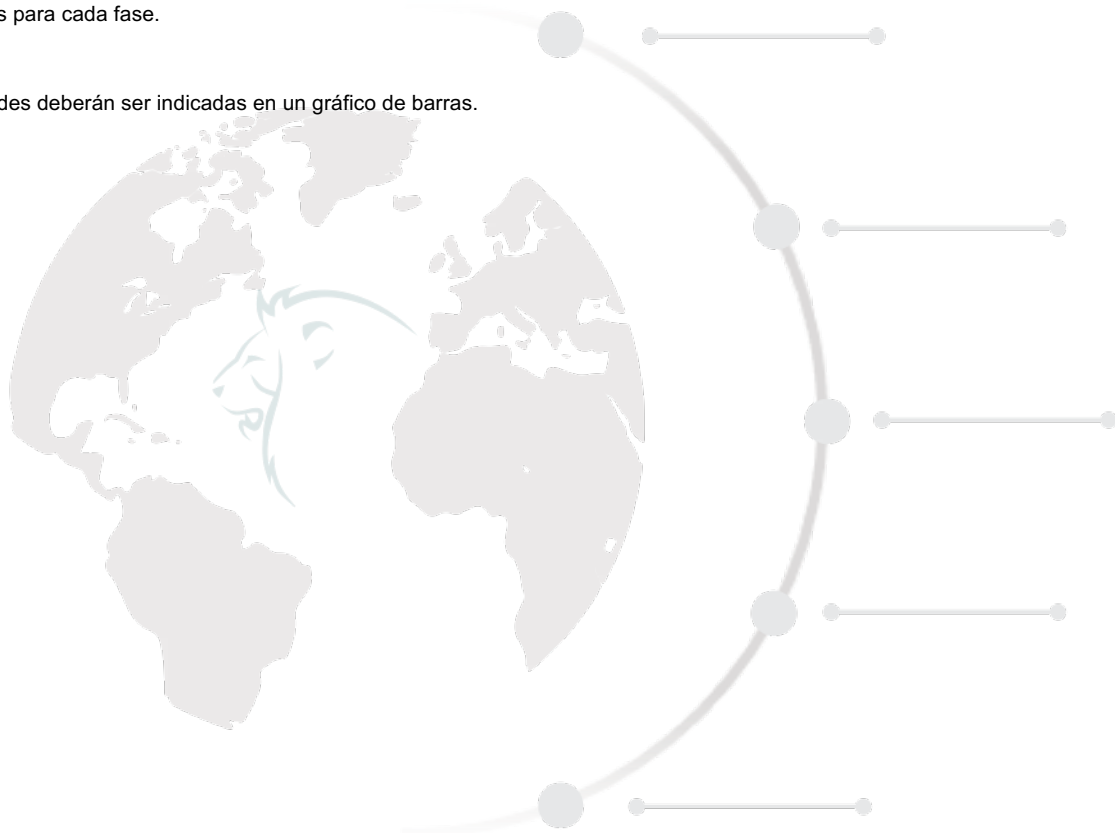 s para cada fase.
des deberán ser indicadas en un gráfico de barras.